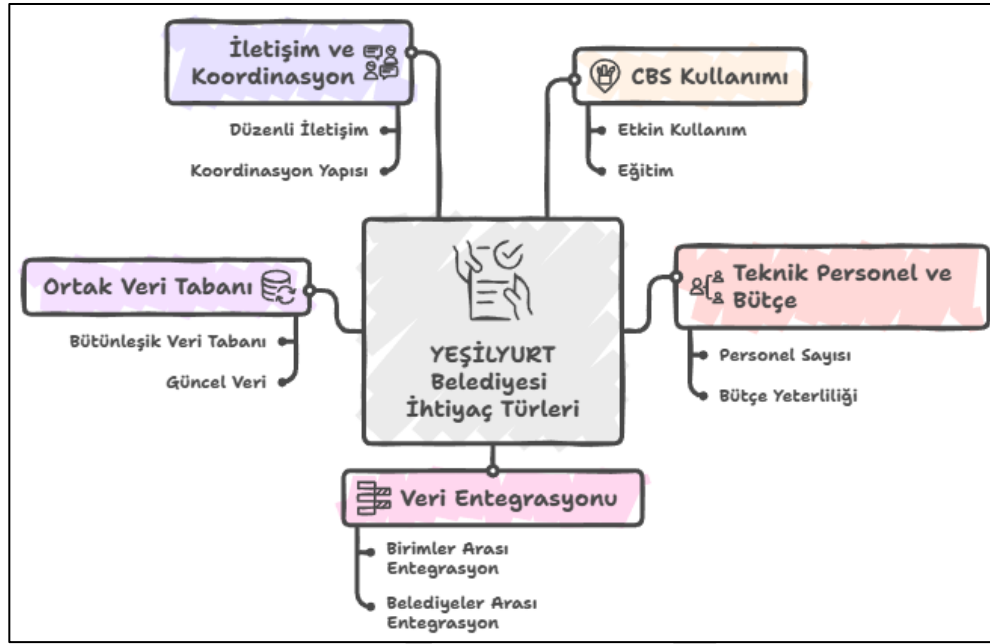 İletişim ve
Koordinasyon
Düzenli İletişim
Koordinasyon Yapısı
CBS Kullanımı
Etkin Kullanım
Eğitim
Ortak Veri Tabanı
Bütünleşik Veri Tabanı
Güncel Veri
YEŞİLYURT
Belediyesi
İhtiyaç Türleri
Teknik Personel ve
Bütçe
Personel Sayısı
Bütçe Yeterliliği
Veri Entegrasyonu
Birimler Arası
Entegrasyon
Belediyeler Arası
Entegrasyon